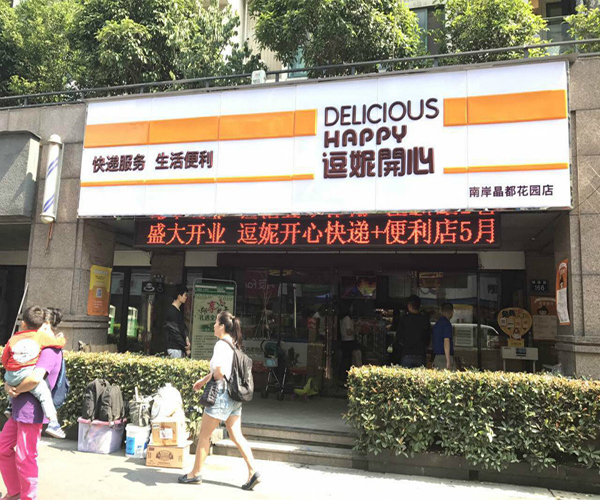 DELICIOUS
HAPPY
逗妮開心
快递服务 生活便利
南岸晶都花园店
盛大开业 逗妮开心快递+便利店5月